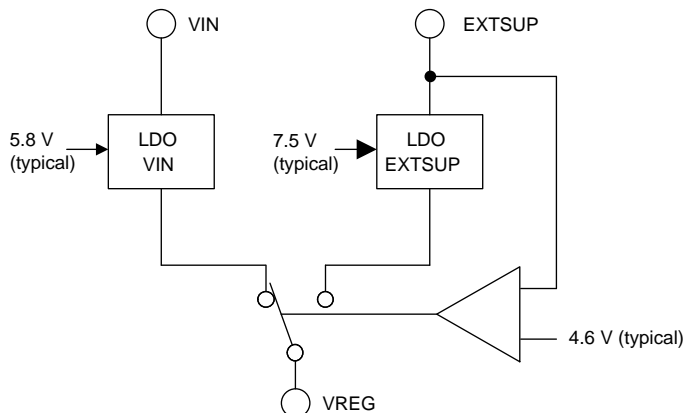 VIN
EXTSUP
5.8 V
(typical)
LDO
VIN
7.5 V
(typical)
LDO
EXTSUP
4.6 V (typical)
VREG